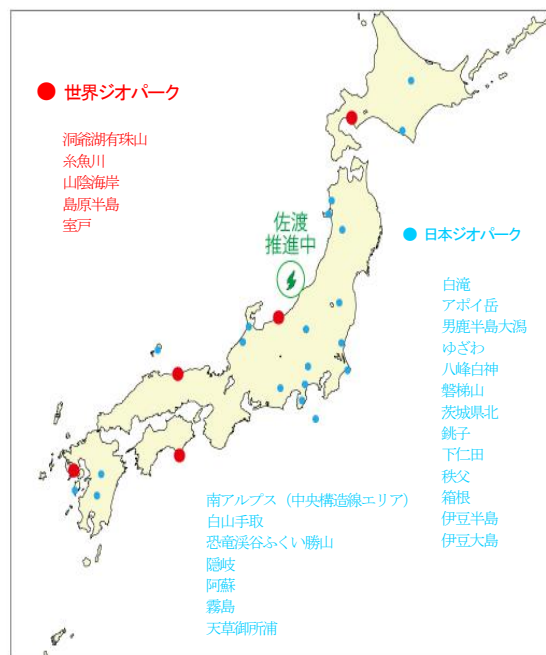 世界ジオパーク
洞爺湖有珠山
糸魚川
山陰海岸
島原半島
室戸
佐渡
推進中
日本ジオパーク
白滝
アポイ岳
男鹿半島大潟
ゆざわ
八峰白神
磐梯山
茨城県北
銚子
下仁田
秩父
箱根
伊豆半島
伊豆大島
南アルプス（中央構造線エリア）
白山手取
恐竜渓谷ふくい勝山
隠岐
阿蘇
霧島
天草御所浦